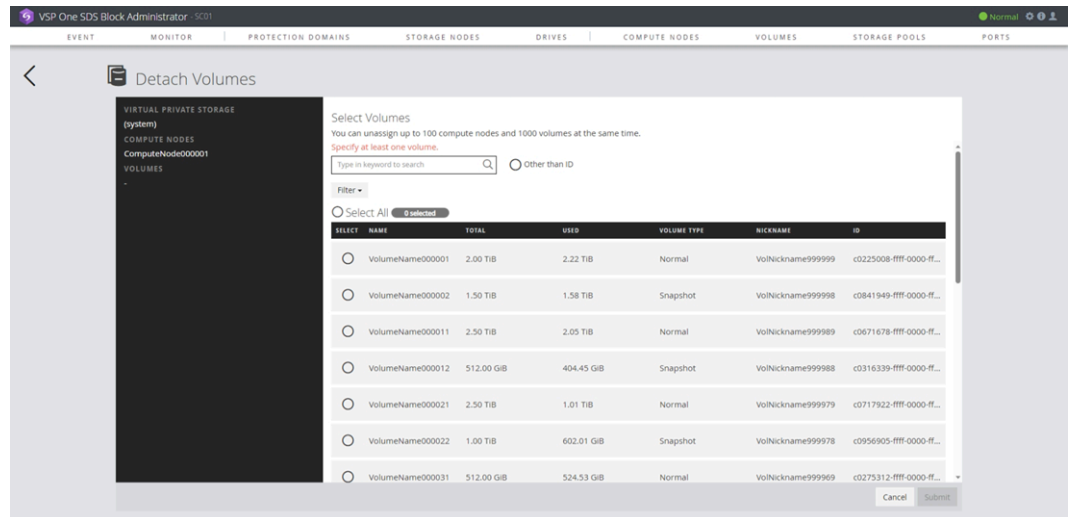 VSP One SDS Block Administrator - SC01 Normal
EVENT MONITOR PROTECTION DOMAINS STORAGE NODES DRIVES COMPUTE NODES VOLUMES STORAGE POOLS PORTS
Detach Volumes
VIRTUAL PRIVATE STORAGE
(system)
COMPUTE NODES
ComputeNode000001
VOLUMES
-
Select Volumes
You can unassign up to 100 compute nodes and 1000 volumes at the same time.
Specify at least one volume.
Type in keyword to search Other than ID
Filter
Select All 0 selected
SELECT NAME TOTAL USED VOLUME TYPE NICKNAME ID
VolumeName000001 2.00 TiB 2.22 TiB Normal VolNickname999999 c0225008-ffff-0000-ff...
VolumeName000002 1.50 TiB 1.58 TiB Snapshot VolNickname999998 c0841949-ffff-0000-ff...
VolumeName000011 2.50 TiB 2.05 TiB Normal VolNickname999989 c0671678-ffff-0000-ff...
VolumeName000012 512.00 GiB 404.45 GiB Snapshot VolNickname999988 c0316339-ffff-0000-ff...
VolumeName000021 2.50 TiB 1.01 TiB Normal VolNickname999979 c0717922-ffff-0000-ff...
VolumeName000022 1.00 TiB 602.01 GiB Snapshot VolNickname999978 c0956905-ffff-0000-ff...
VolumeName000031 512.00 GiB 524.53 GiB Normal VolNickname999969 c0275312-ffff-0000-ff...
Cancel Submit